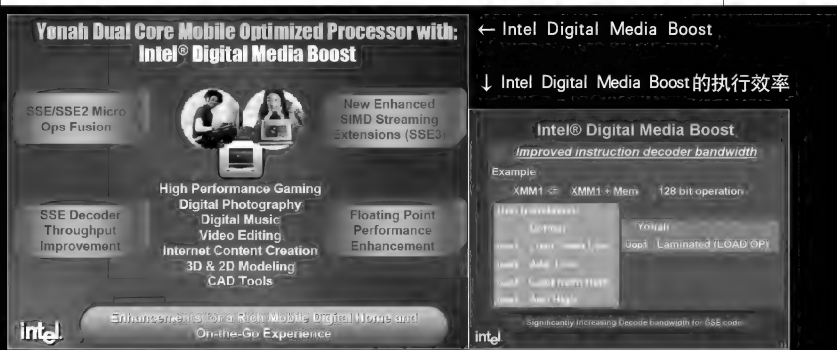 Yonah Dual Core Mobile Optimized Processor with:
Intel® Digital Media Boost
SSE/SSE2 Micro
Ops Fusion
New Enhanced
SIMD Streaming
Extensions (SSE3)
SSE Decoder
Throughput
Improvement
High Performance Gaming
Digital Photography
Digital Music
Video Editing
Internet Content Creation
3D & 2D Modeling
CAD Tools
Floating Point
Performance
Enhancement
Enhancements for a Rich Mobile Digital Home and
On-the-Go Experience
intel.
← Intel Digital Media Boost
↓ Intel Digital Media Boost的执行效率
Intel® Digital Media Boost
Improved instruction decoder bandwidth
Example
XMM1 <= XMM1 + Mem 128 bit operation
Yonah
uop1 Laminated (LOAD OP)
Add High
Significantly increasing Decode bandwidth for SSE code
intel.